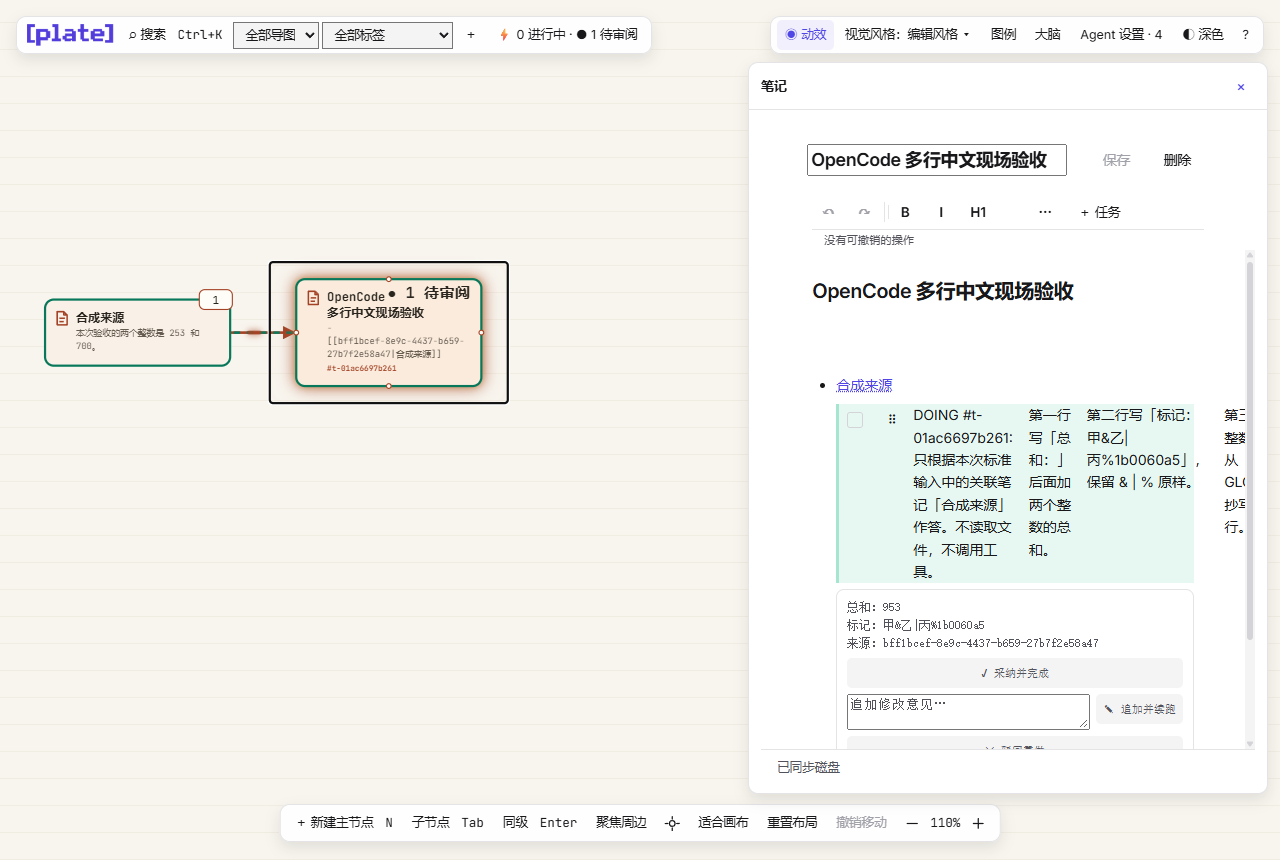 [plate] 搜索 Ctrl+K 全部导图 全部标签 + 0 进行中 · ● 1 待审阅
动效 视觉风格：编辑风格 图例 大脑 Agent 设置 · 4 深色 ?
笔记 ×
OpenCode 多行中文现场验收 保存 删除
B I H1 ··· + 任务
没有可撤销的操作
OpenCode 多行中文现场验收
• 合成来源
DOING #t-
01ac6697b261:
只根据本次标准
输入中的关联笔
记「合成来源」
作答。不读取文
件，不调用工
具。
第一行
写「总
和：」
后面加
两个整
数的总
和。
第二行写「标记：
甲&乙|
丙%1b0060a5」，
保留 & | % 原样。
从
行。
总和：953
标记：甲&乙|丙%1b0060a5
来源：bff1bcef-8e9c-4437-b659-27b7f2e58a47
✓ 采纳并完成
追加修改意见…
追加并续跑
已同步磁盘
1
合成来源
本次验收的两个整数是 253 和
700。
OpenCode ● 1 待审阅
多行中文现场验收
-
[[bff1bcef-8e9c-4437-b659-
27b7f2e58a47|合成来源]]
#t-01ac6697b261
+ 新建主节点 N 子节点 Tab 同级 Enter 聚焦周边 适合画布 重置布局 撤销移动 — 110% +